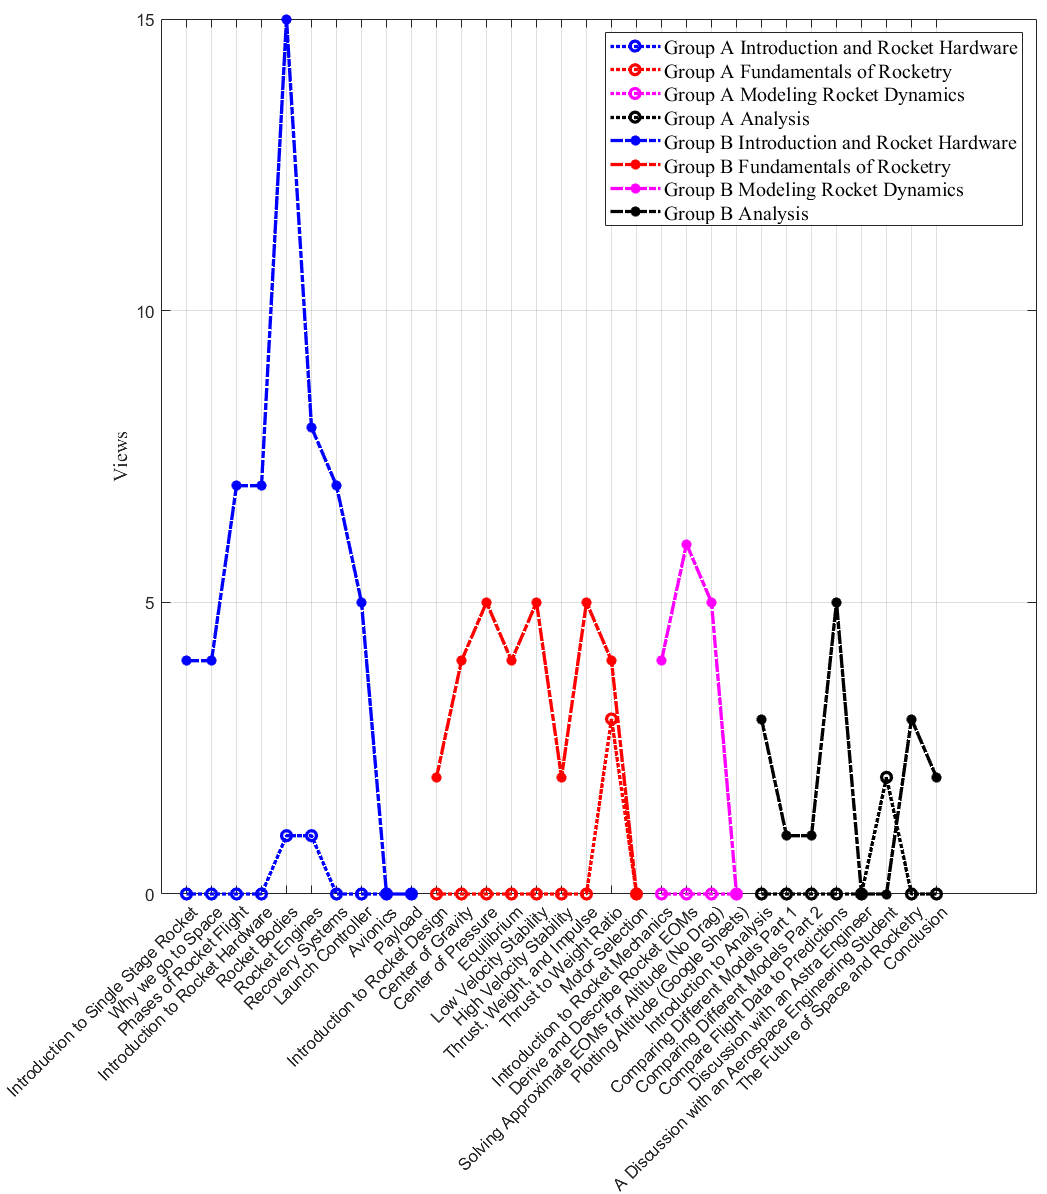 15
10
5
0
Views
Group A Introduction and Rocket Hardware
Group A Fundamentals of Rocketry
Group A Modeling Rocket Dynamics
Group A Analysis
Group B Introduction and Rocket Hardware
Group B Fundamentals of Rocketry
Group B Modeling Rocket Dynamics
Group B Analysis
Introduction to Single Stage Rocket
Why we go to Space
Phases of Rocket Flight
Introduction to Rocket Hardware
Rocket Bodies
Rocket Engines
Recovery Systems
Launch Controller
Avionics
Payload
Introduction to Rocket Design
Center of Gravity
Center of Pressure
Equilibrium
Low Velocity Stability
High Velocity Stability
Thrust, Weight, and Impulse
Thrust to Weight Ratio
Motor Selection
Introduction to Rocket Mechanics
Derive and Describe Rocket EOMs
Solving Approximate EOMs for Altitude (No Drag)
Plotting Altitude (Google Sheets)
Introduction to Analysis
Comparing Different Models Part 1
Comparing Different Models Part 2
Compare Flight Data to Predictions
Discussion with an Astra Engineer
A Discussion with an Aerospace Engineering Student
The Future of Space and Rocketry
Conclusion